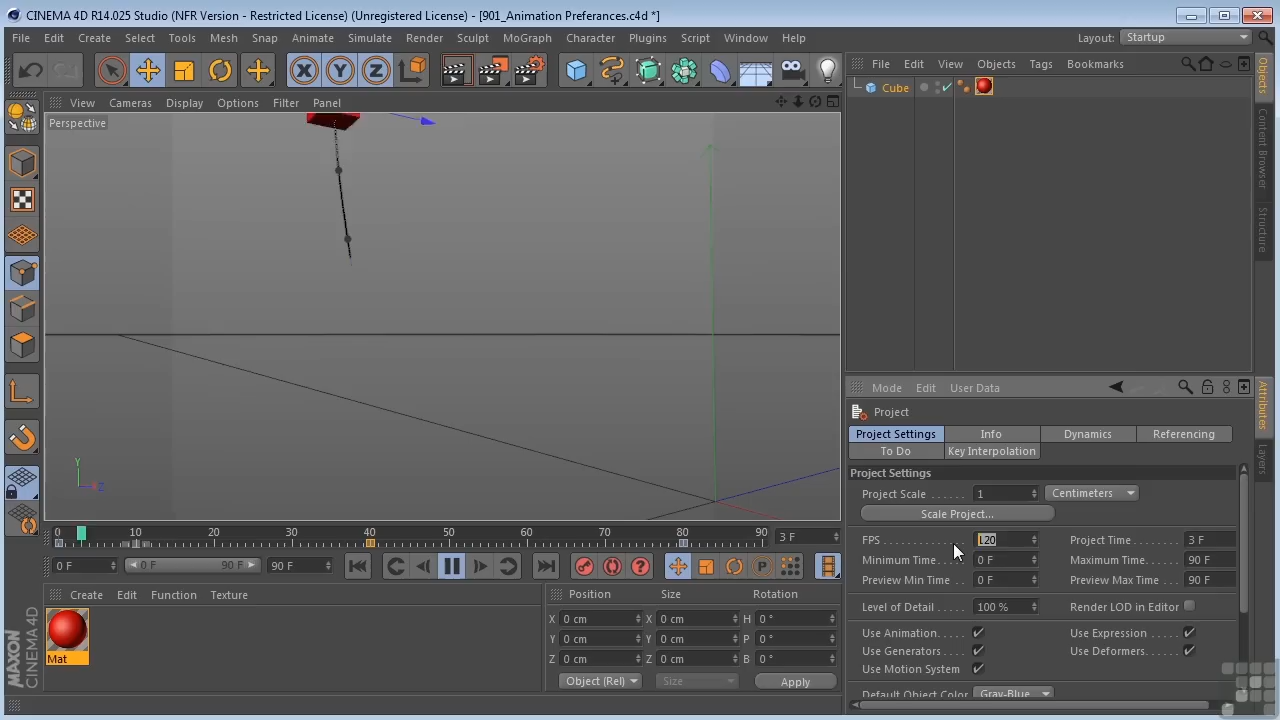 CINEMA 4D R14.025 Studio (NFR Version - Restricted License) (Unregistered License) - [901_Animation Preferances.c4d *]
File Edit Create Select Tools Mesh Snap Animate Simulate Render Sculpt MoGraph Character Plugins Script Window Help Layout: Startup
X Y Z
File Edit View Objects Tags Bookmarks
Cube
View Cameras Display Options Filter Panel
Perspective
Y
Objects
Content Browser
Structure
Mode Edit User Data
Project
Project Settings Info Dynamics Referencing
To Do Key Interpolation
Project Settings
Project Scale 1 Centimeters
Scale Project...
FPS 120 Project Time 3 F
Minimum Time 0 F Maximum Time 90 F
Preview Min Time 0 F Preview Max Time 90 F
Level of Detail 100 % Render LOD in Editor
Use Animation Use Expression
Use Generators Use Deformers
Use Motion System
Default Object Color Gray-Blue
Attributes
Layers
0 10 20 30 40 50 60 70 80 90 3 F
0 F 0 F 90 F 90 F
P
Create Edit Function Texture
Mat
Position Size Rotation
X 0 cm X 0 cm H 0 °
Y 0 cm Y 0 cm P 0 °
Z 0 cm Z 0 cm B 0 °
Object (Rel) Size Apply
MAXON CINEMA 4D